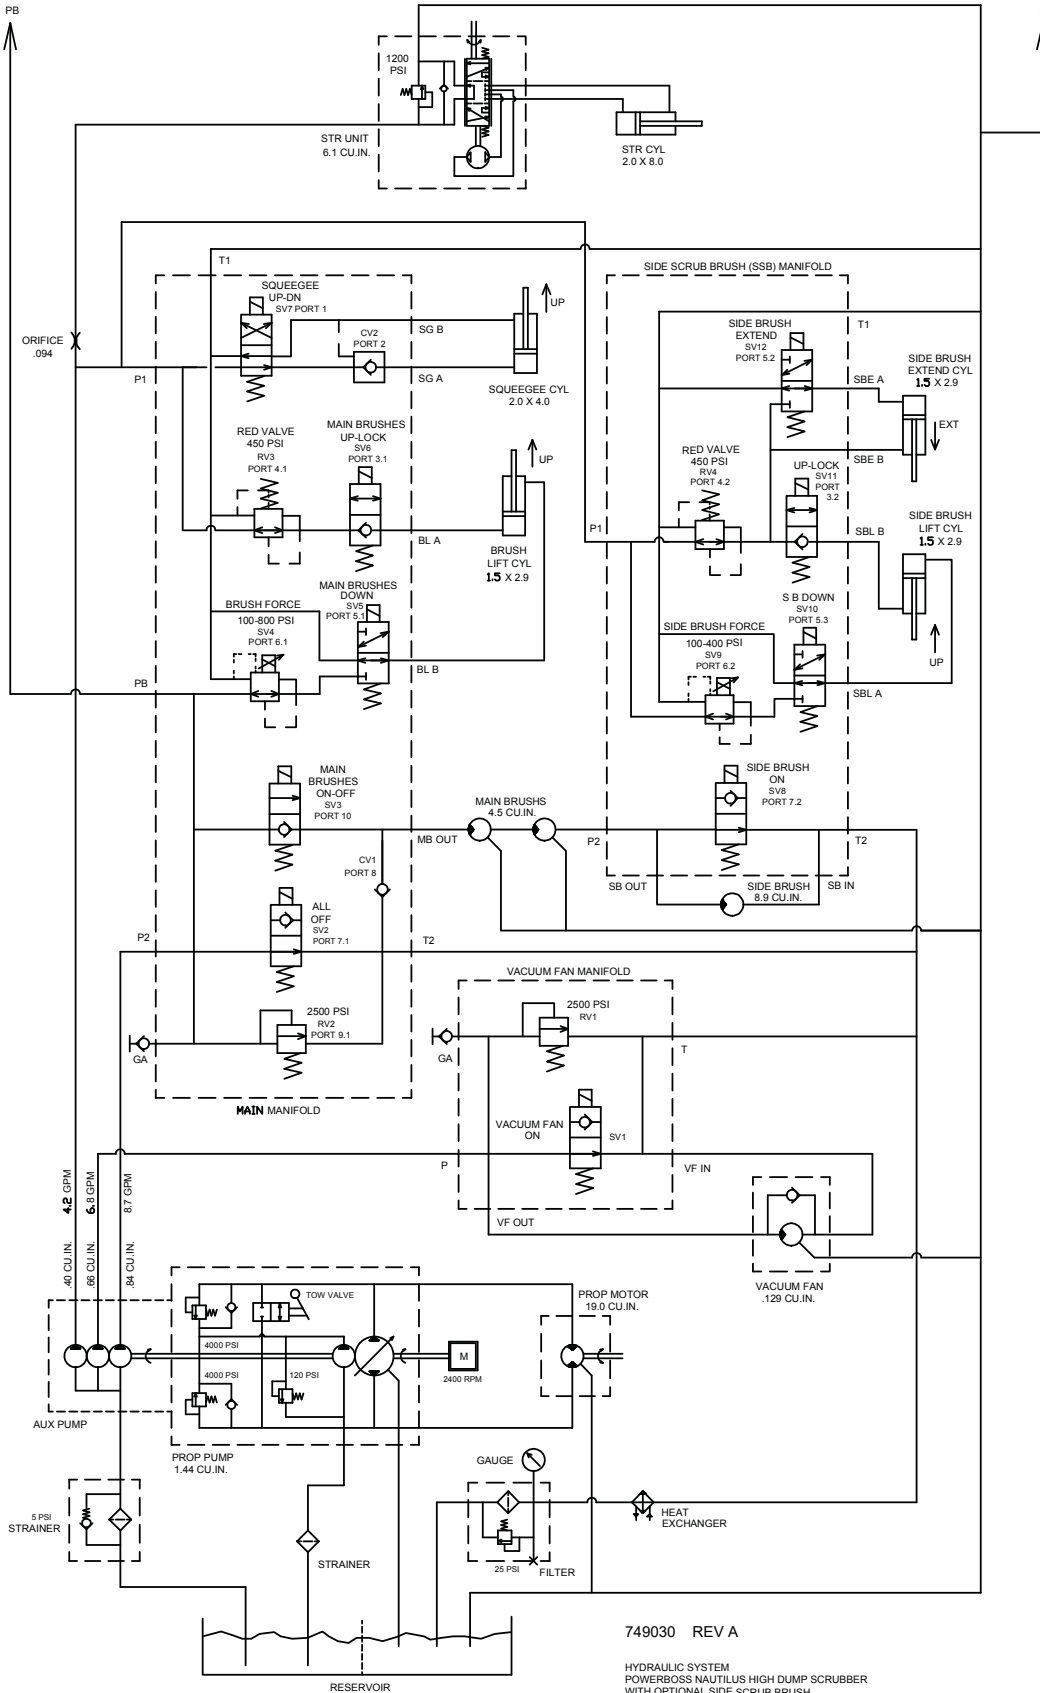 PB
1200
PSI
STR UNIT
6.1 CU.IN.
STR CYL
2.0 X 8.0
T1
SQUEEGEE
UP-DN
SV7 PORT 1
SG B
CV2
PORT 2
SG A
UP
SQUEEGEE CYL
2.0 X 4.0
ORIFICE
.094
P1
RED VALVE
450 PSI
RV3
PORT 4.1
MAIN BRUSHES
UP-LOCK
SV6
PORT 3.1
UP
BL A
BRUSH
LIFT CYL
1.5 X 2.9
MAIN BRUSHES
DOWN
SV5
PORT 5.1
BRUSH FORCE
100-800 PSI
SV4
PORT 6.1
BL B
PB
MAIN
BRUSHES
ON-OFF
SV3
PORT 10
MB OUT
CV1
PORT 8
MAIN BRUSHS
4.5 CU.IN.
ALL
OFF
SV2
PORT 7.1
P2
T2
2500 PSI
RV2
PORT 9.1
GA
MAIN MANIFOLD
SIDE SCRUB BRUSH (SSB) MANIFOLD
T1
SIDE BRUSH
EXTEND
SV12
PORT 5.2
SBE A
SIDE BRUSH
EXTEND CYL
1.5 X 2.9
EXT
SBE B
RED VALVE
450 PSI
RV4
PORT 4.2
UP-LOCK
SV11
PORT
3.2
P1
SBL B
SIDE BRUSH
LIFT CYL
1.5 X 2.9
S B DOWN
SV10
PORT 5.3
SIDE BRUSH FORCE
100-400 PSI
SV9
PORT 6.2
UP
SBL A
SIDE BRUSH
ON
SV8
PORT 7.2
P2
T2
SB OUT
SIDE BRUSH
8.9 CU.IN.
SB IN
VACUUM FAN MANIFOLD
2500 PSI
RV1
GA
T
VACUUM FAN
ON
SV1
P
VF IN
VF OUT
VACUUM FAN
.129 CU.IN.
4.2 GPM
6.8 GPM
8.7 GPM
.40 CU.IN.
.66 CU.IN.
.84 CU.IN.
TOW VALVE
4000 PSI
4000 PSI
120 PSI
M
2400 RPM
PROP MOTOR
19.0 CU.IN.
AUX PUMP
PROP PUMP
1.44 CU.IN.
5 PSI
STRAINER
STRAINER
GAUGE
25 PSI
FILTER
HEAT
EXCHANGER
RESERVOIR
749030 REV A
HYDRAULIC SYSTEM
POWERBOSS NAUTILUS HIGH DUMP SCRUBBER
WITH OPTIONAL SIDE SCRUB BRUSH